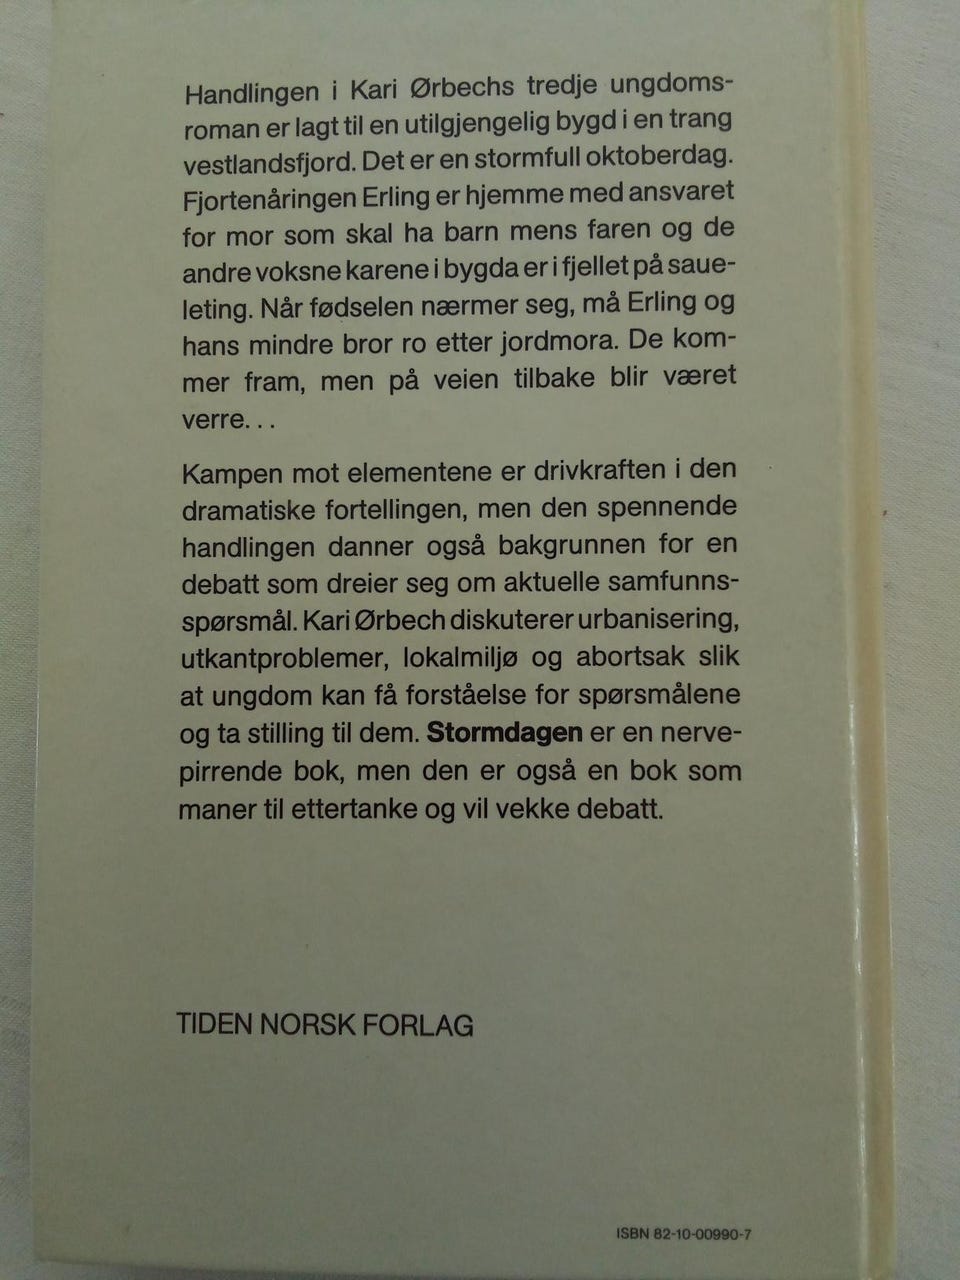 Handlingen i Kari Ørbechs tredje ungdoms-
roman er lagt til en utilgjengelig bygd i en trang
vestlandsfjord. Det er en stormfull oktoberdag.
Fjortenåringen Erling er hjemme med ansvaret
for mor som skal ha barn mens faren og de
andre voksne karene i bygda er i fjellet på saue-
leting. Når fødselen nærmer seg, må Erling og
hans mindre bror ro etter jordmora. De kom-
mer fram, men på veien tilbake blir været
verre...
Kampen mot elementene er drivkraften i den
dramatiske fortellingen, men den spennende
handlingen danner også bakgrunnen for en
debatt som dreier seg om aktuelle samfunns-
spørsmål. Kari Ørbech diskuterer urbanisering,
utkantproblemer, lokalmiljø og abortsak slik
at ungdom kan få forståelse for spørsmålene
og ta stilling til dem. Stormdagen er en nerve-
pirrende bok, men den er også en bok som
maner til ettertanke og vil vekke debatt.
TIDEN NORSK FORLAG
ISBN 82-10-00990-7